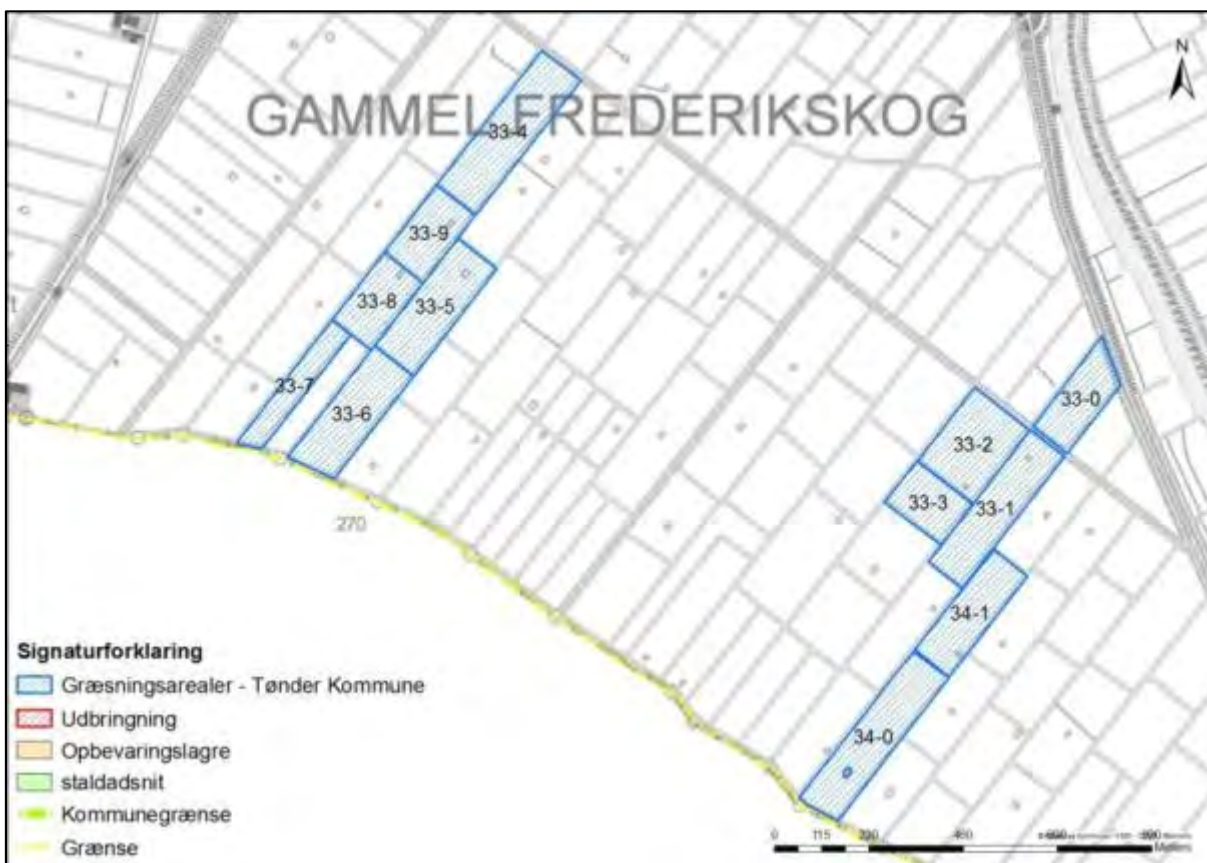 N
GAMMEL FREDERIKSKOG
33-4
33-9
33-8
33-5
33-7
33-6
33-0
33-2
33-3
33-1
270
34-1
34-0
Signaturforklaring
Græsningsarealer - Tønder Kommune
Udbringning
Opbevaringslagre
staldadsnit
Kommunegrænse
Grænse
0 115 230 460